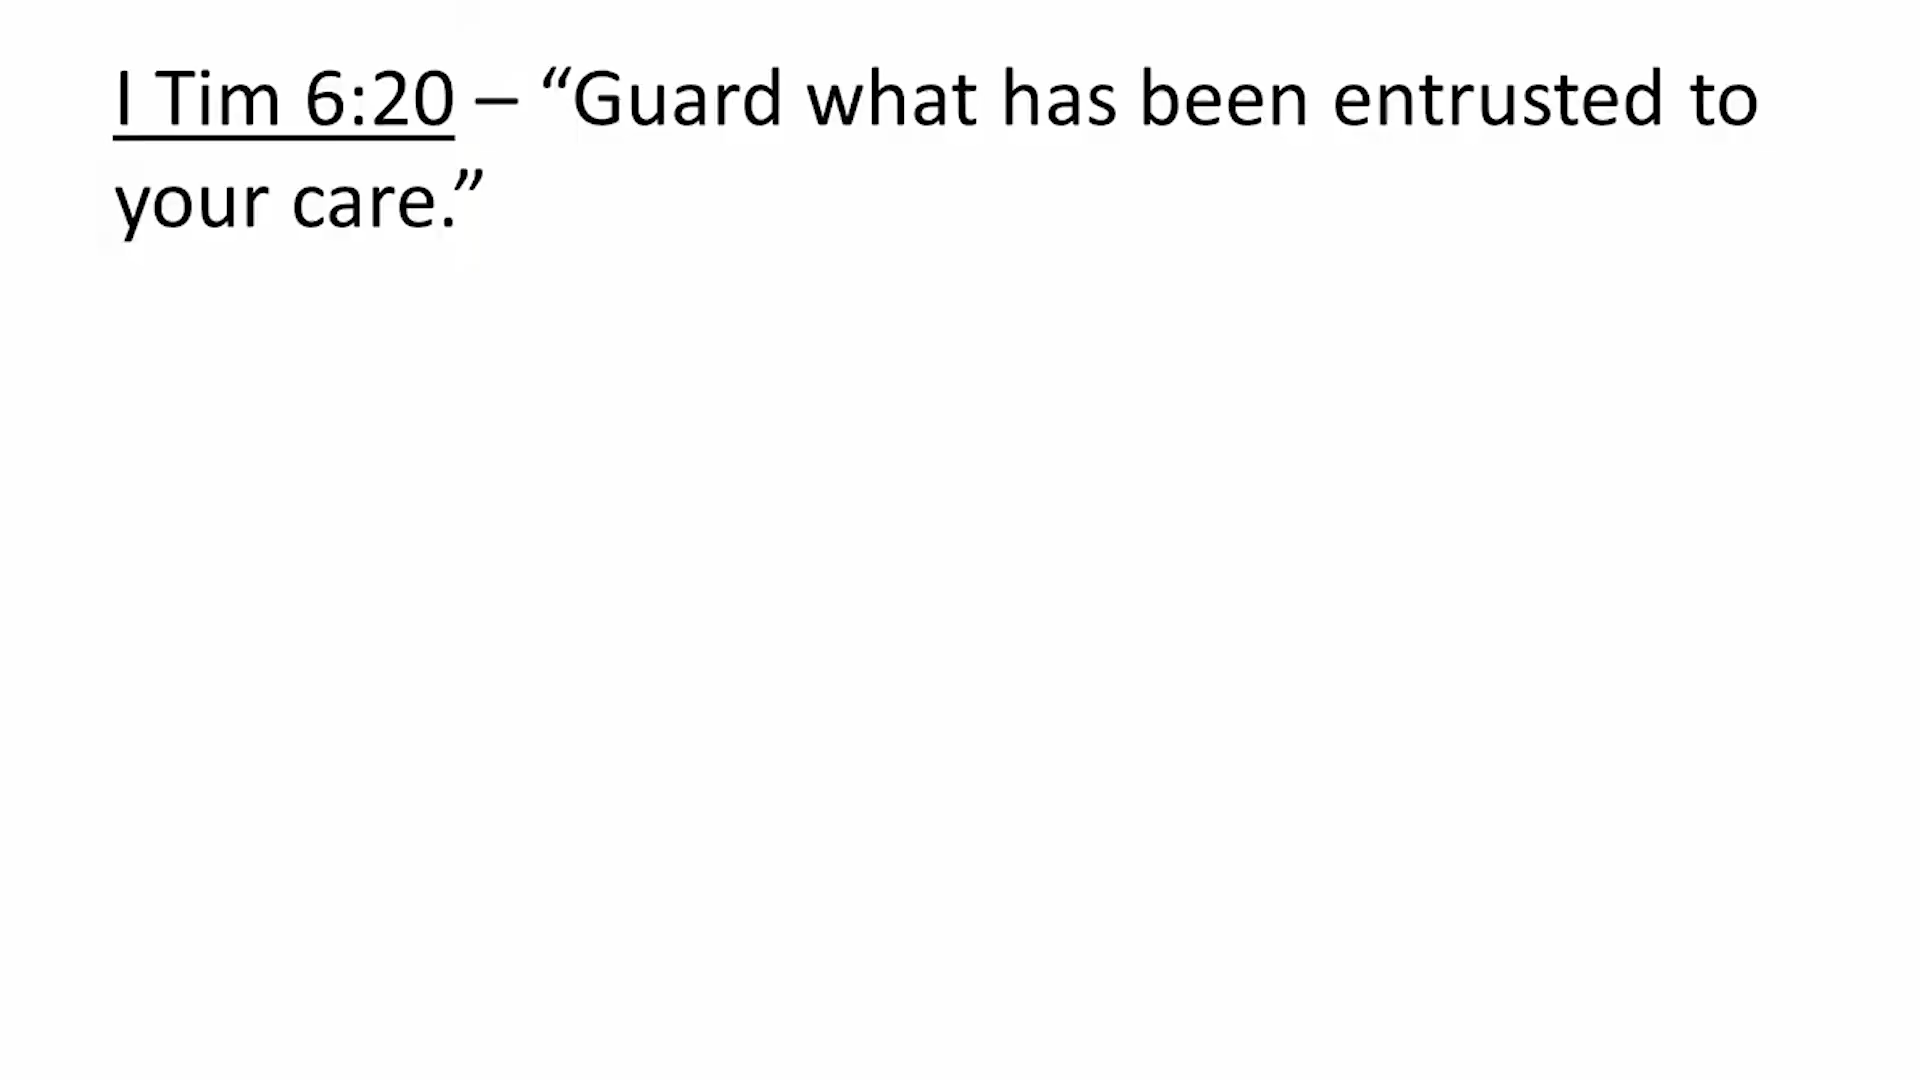 I Tim 6:20 – “Guard what has been entrusted to
your care.”